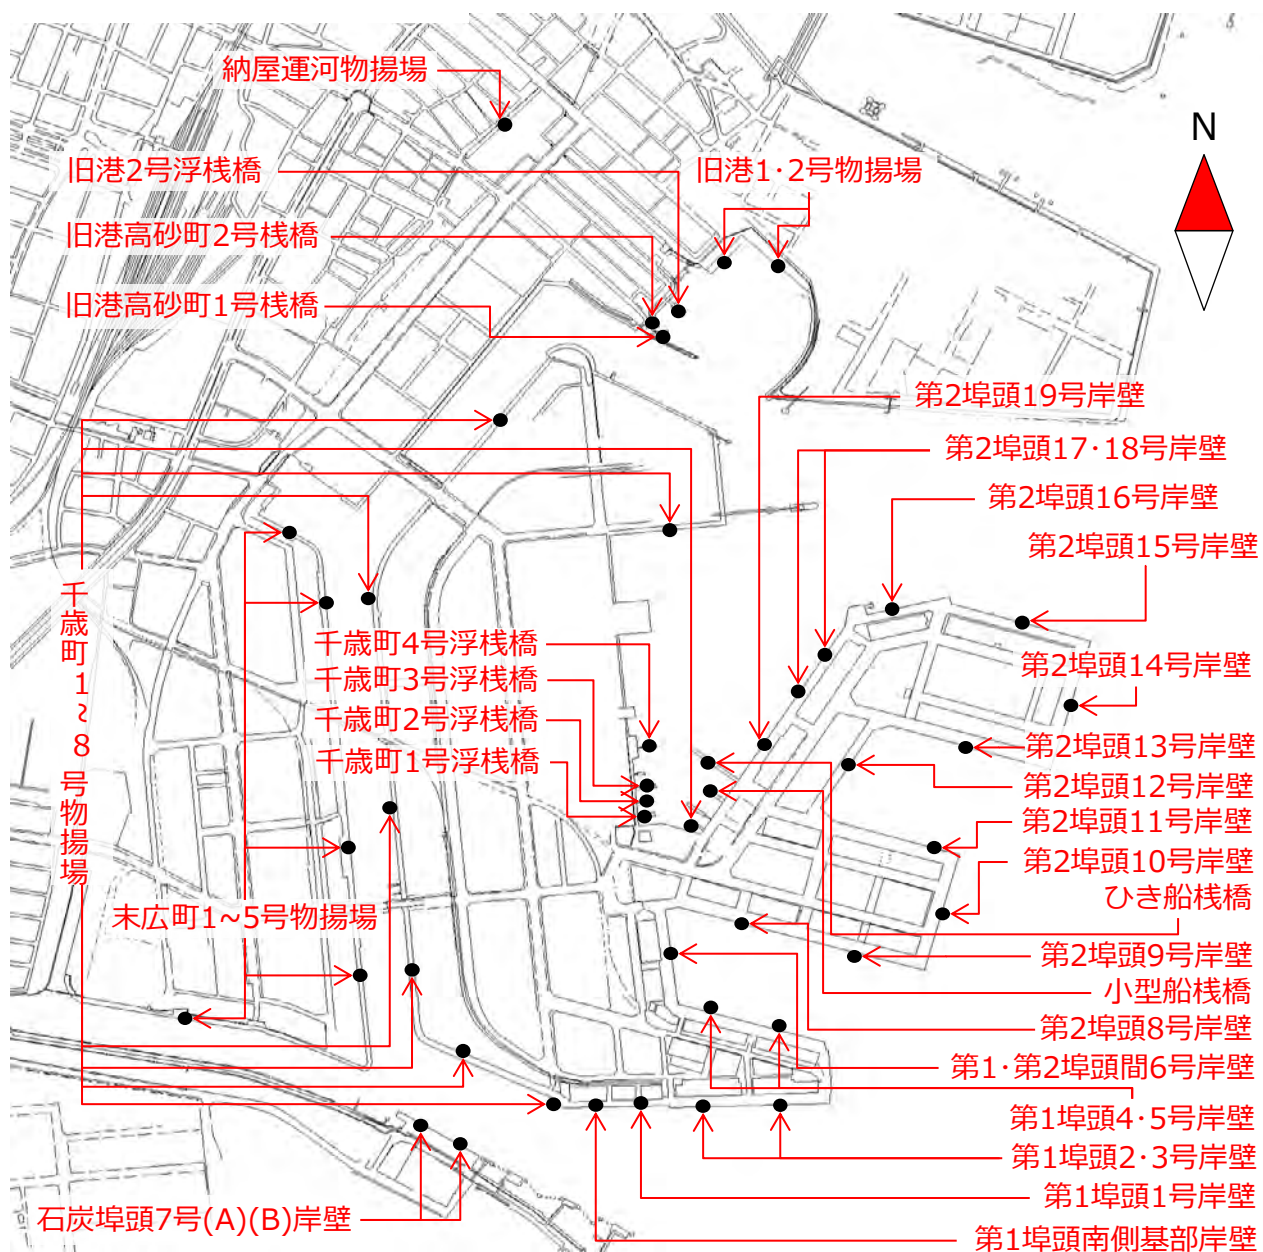 納屋運河物揚場
N
旧港2号浮桟橋
旧港1･2号物揚場
旧港高砂町2号桟橋
旧港高砂町1号桟橋
第2埠頭19号岸壁
第2埠頭17･18号岸壁
第2埠頭16号岸壁
第2埠頭15号岸壁
千歳町1~8号物揚場
千歳町4号浮桟橋
千歳町3号浮桟橋
千歳町2号浮桟橋
千歳町1号浮桟橋
第2埠頭14号岸壁
第2埠頭13号岸壁
第2埠頭12号岸壁
第2埠頭11号岸壁
第2埠頭10号岸壁
ひき船桟橋
末広町1~5号物揚場
第2埠頭9号岸壁
小型船桟橋
第2埠頭8号岸壁
第1･第2埠頭間6号岸壁
第1埠頭4･5号岸壁
第1埠頭2･3号岸壁
第1埠頭1号岸壁
石炭埠頭7号(A)(B)岸壁
第1埠頭南側基部岸壁